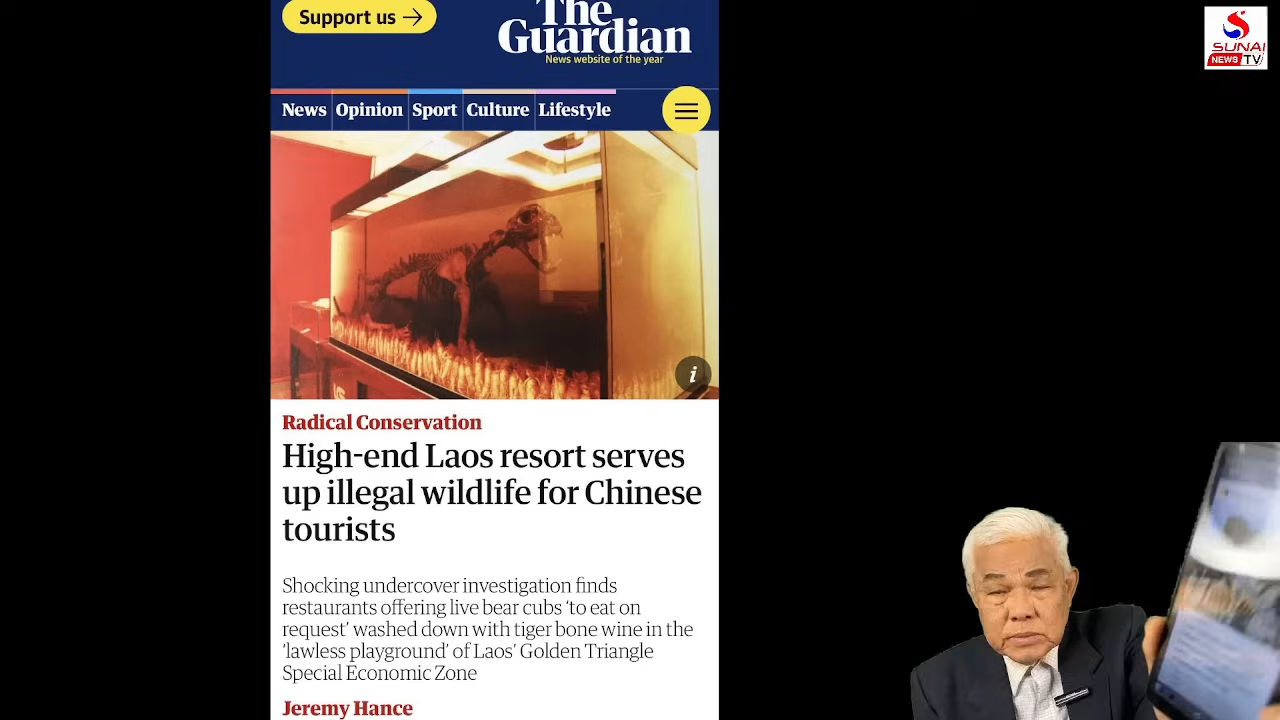 Support us →
The
Guardian
News website of the year
SUNAI
NEWS TV
News Opinion Sport Culture Lifestyle
i
Radical Conservation
High-end Laos resort serves
up illegal wildlife for Chinese
tourists
Shocking undercover investigation finds
restaurants offering live bear cubs ‘to eat on
request’ washed down with tiger bone wine in the
‘lawless playground’ of Laos’ Golden Triangle
Special Economic Zone
Jeremy Hance